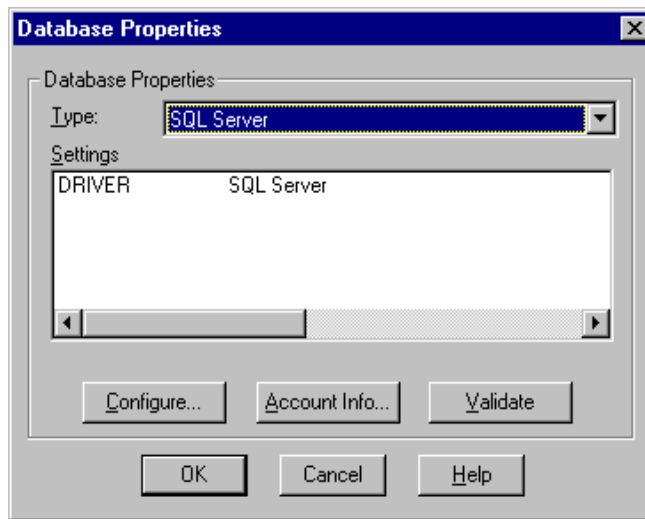 Database Properties
Database Properties
Type: SQL Server
Settings
DRIVER SQL Server
Configure... Account Info... Validate
OK Cancel Help